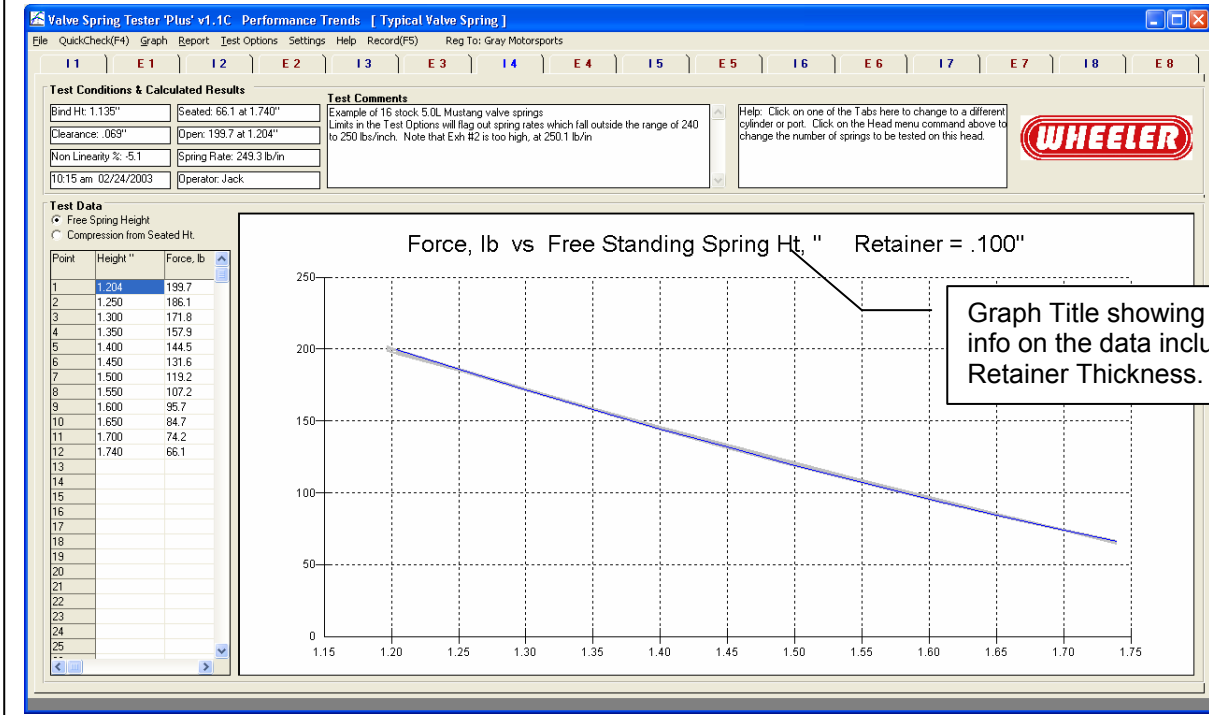 Valve Spring Tester 'Plus' v1.1C Performance Trends [ Typical Valve Spring ]
File QuickCheck(F4) Graph Report Test Options Settings Help Record(F5) Reg To: Gray Motorsports
I 1 E 1 I 2 E 2 I 3 E 3 I 4 E 4 I 5 E 5 I 6 E 6 I 7 E 7 I 8 E 8
Test Conditions & Calculated Results
Bind Ht: 1.135"
Seated: 66.1 at 1.740"
Clearance: .069"
Open: 199.7 at 1.204"
Non Linearity %: -5.1
Spring Rate: 249.3 lb/in
10:15 am 02/24/2003
Operator: Jack
Test Comments
Example of 16 stock 5.0L Mustang valve springs
Limits in the Test Options will flag out spring rates which fall outside the range of 240
to 250 lbs/inch. Note that Exh #2 is too high, at 250.1 lb/in
Help: Click on one of the Tabs here to change to a different
cylinder or port. Click on the Head menu command above to
change the number of springs to be tested on this head.
WHEELER
Test Data
Free Spring Height
Compression from Seated Ht.
Point Height " Force, lb
1 1.204 199.7
2 1.250 186.1
3 1.300 171.8
4 1.350 157.9
5 1.400 144.5
6 1.450 131.6
7 1.500 119.2
8 1.550 107.2
9 1.600 95.7
10 1.650 84.7
11 1.700 74.2
12 1.740 66.1
13
14
15
16
17
18
19
20
21
22
23
24
25
Force, lb vs Free Standing Spring Ht, " Retainer = .100"
250
200
150
100
50
0
1.15 1.20 1.25 1.30 1.35 1.40 1.45 1.50 1.55 1.60 1.65 1.70 1.75
Graph Title showing
info on the data inclu
Retainer Thickness.